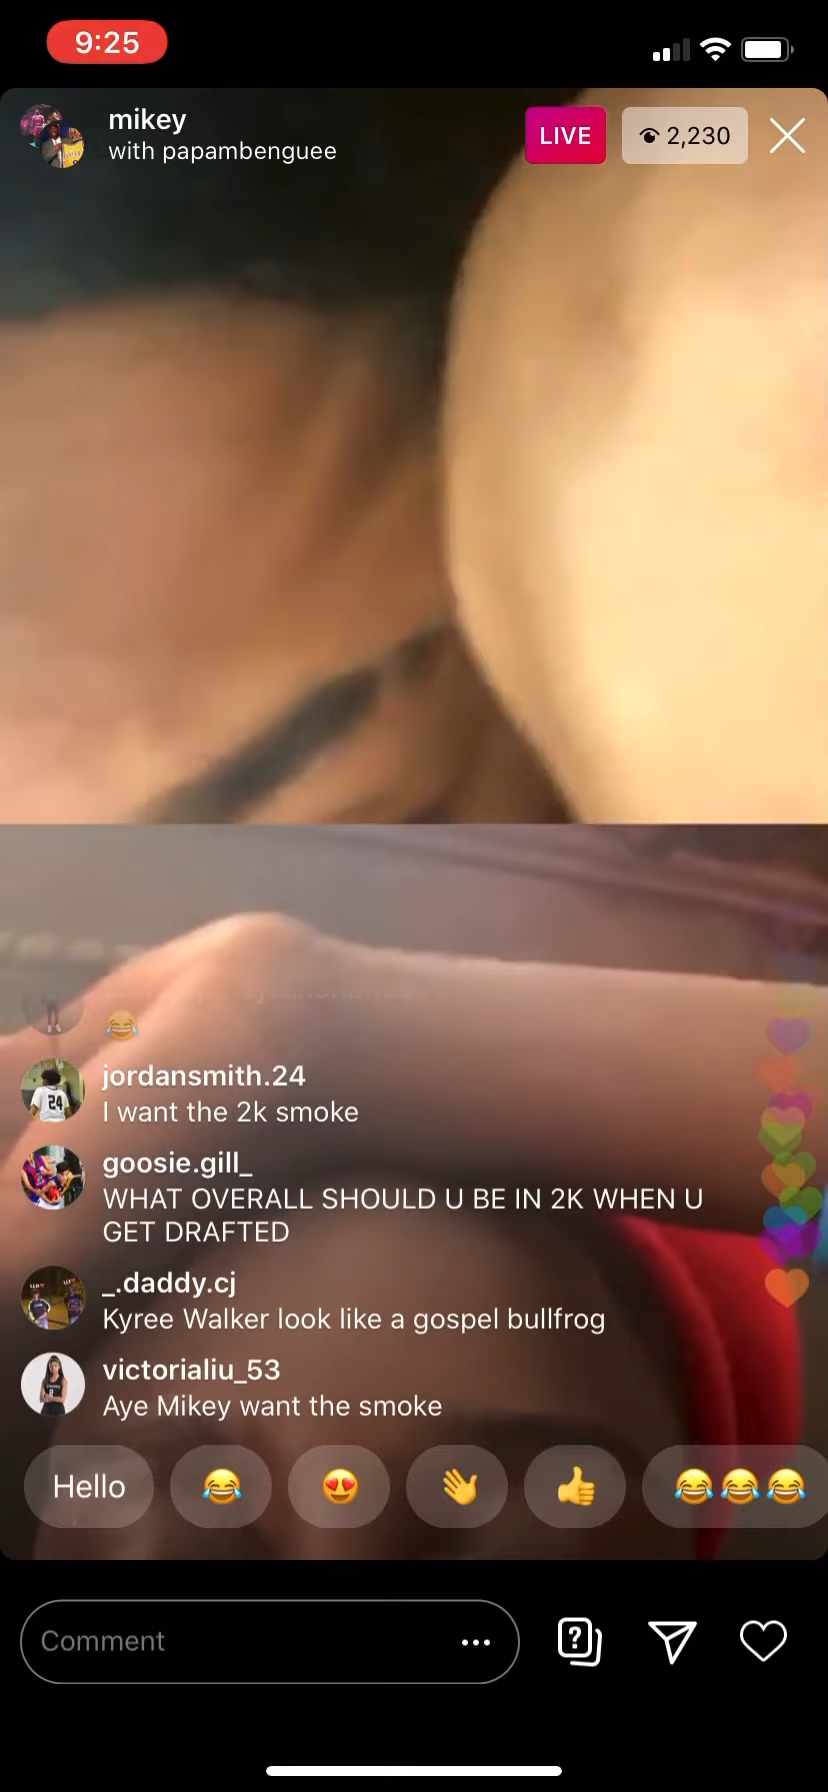 9:25
mikey
with papambenguee
LIVE
2,230
😂
jordansmith.24
I want the 2k smoke
goosie.gill_
WHAT OVERALL SHOULD U BE IN 2K WHEN U
GET DRAFTED
_.daddy.cj
Kyree Walker look like a gospel bullfrog
victorialiu_53
Aye Mikey want the smoke
Hello 😂 😍 👋 👍 😂😂😂
Comment